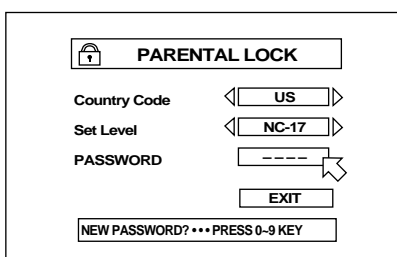 PARENTAL LOCK
Country Code US
Set Level NC-17
PASSWORD ----
EXIT
NEW PASSWORD? ••• PRESS 0~9 KEY